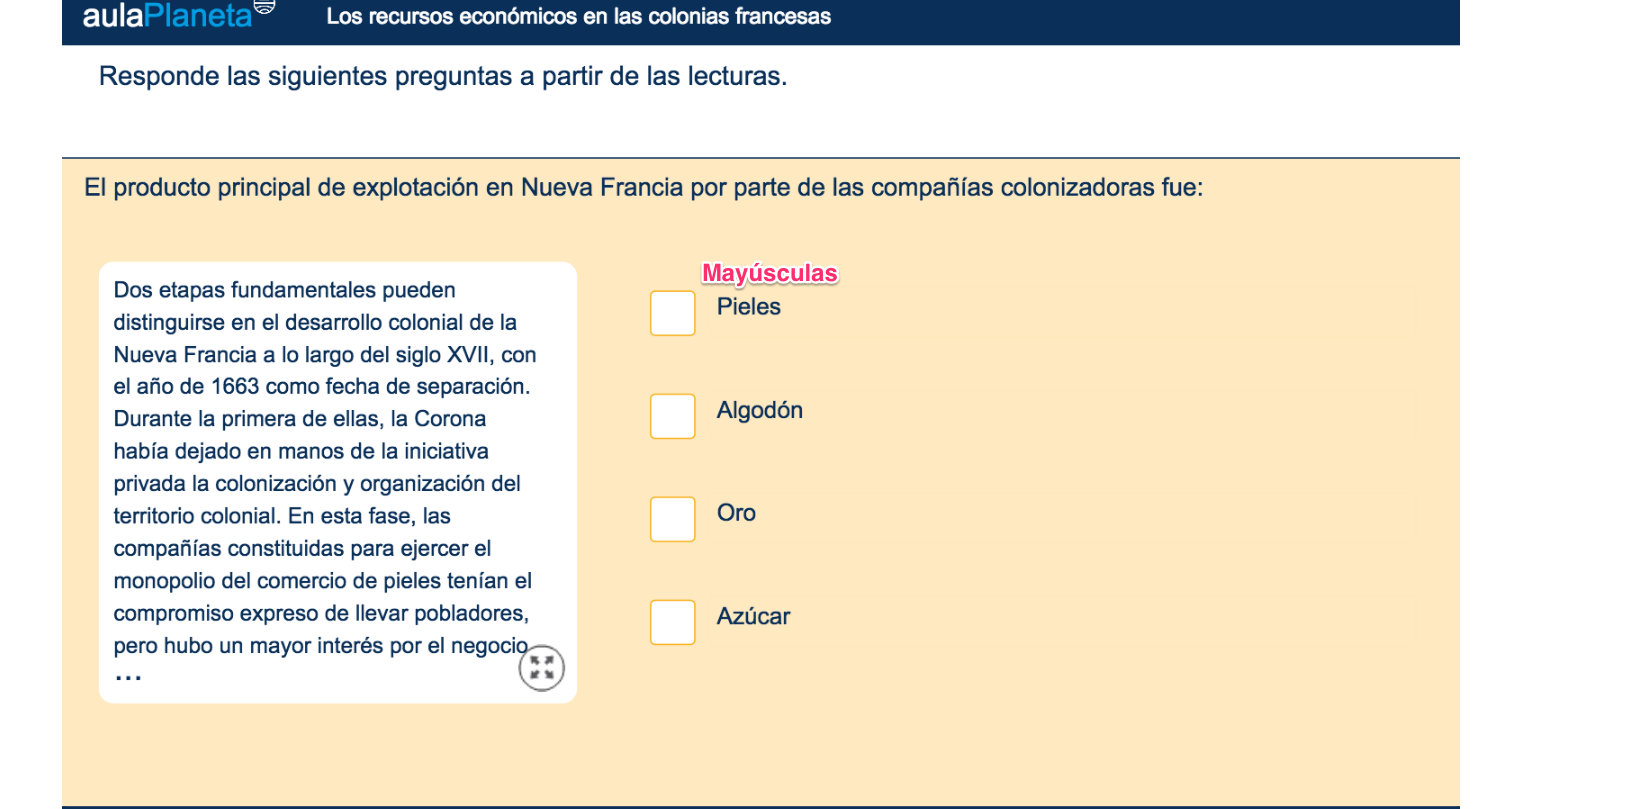 aulaPlaneta
Los recursos económicos en las colonias francesas
Responde las siguientes preguntas a partir de las lecturas.
El producto principal de explotación en Nueva Francia por parte de las compañías colonizadoras fue:
Dos etapas fundamentales pueden
distinguirse en el desarrollo colonial de la
Nueva Francia a lo largo del siglo XVII, con
el año de 1663 como fecha de separación.
Durante la primera de ellas, la Corona
había dejado en manos de la iniciativa
privada la colonización y organización del
territorio colonial. En esta fase, las
compañías constituidas para ejercer el
monopolio del comercio de pieles tenían el
compromiso expreso de llevar pobladores,
pero hubo un mayor interés por el negocio
...
Mayúsculas
Pieles
Algodón
Oro
Azúcar